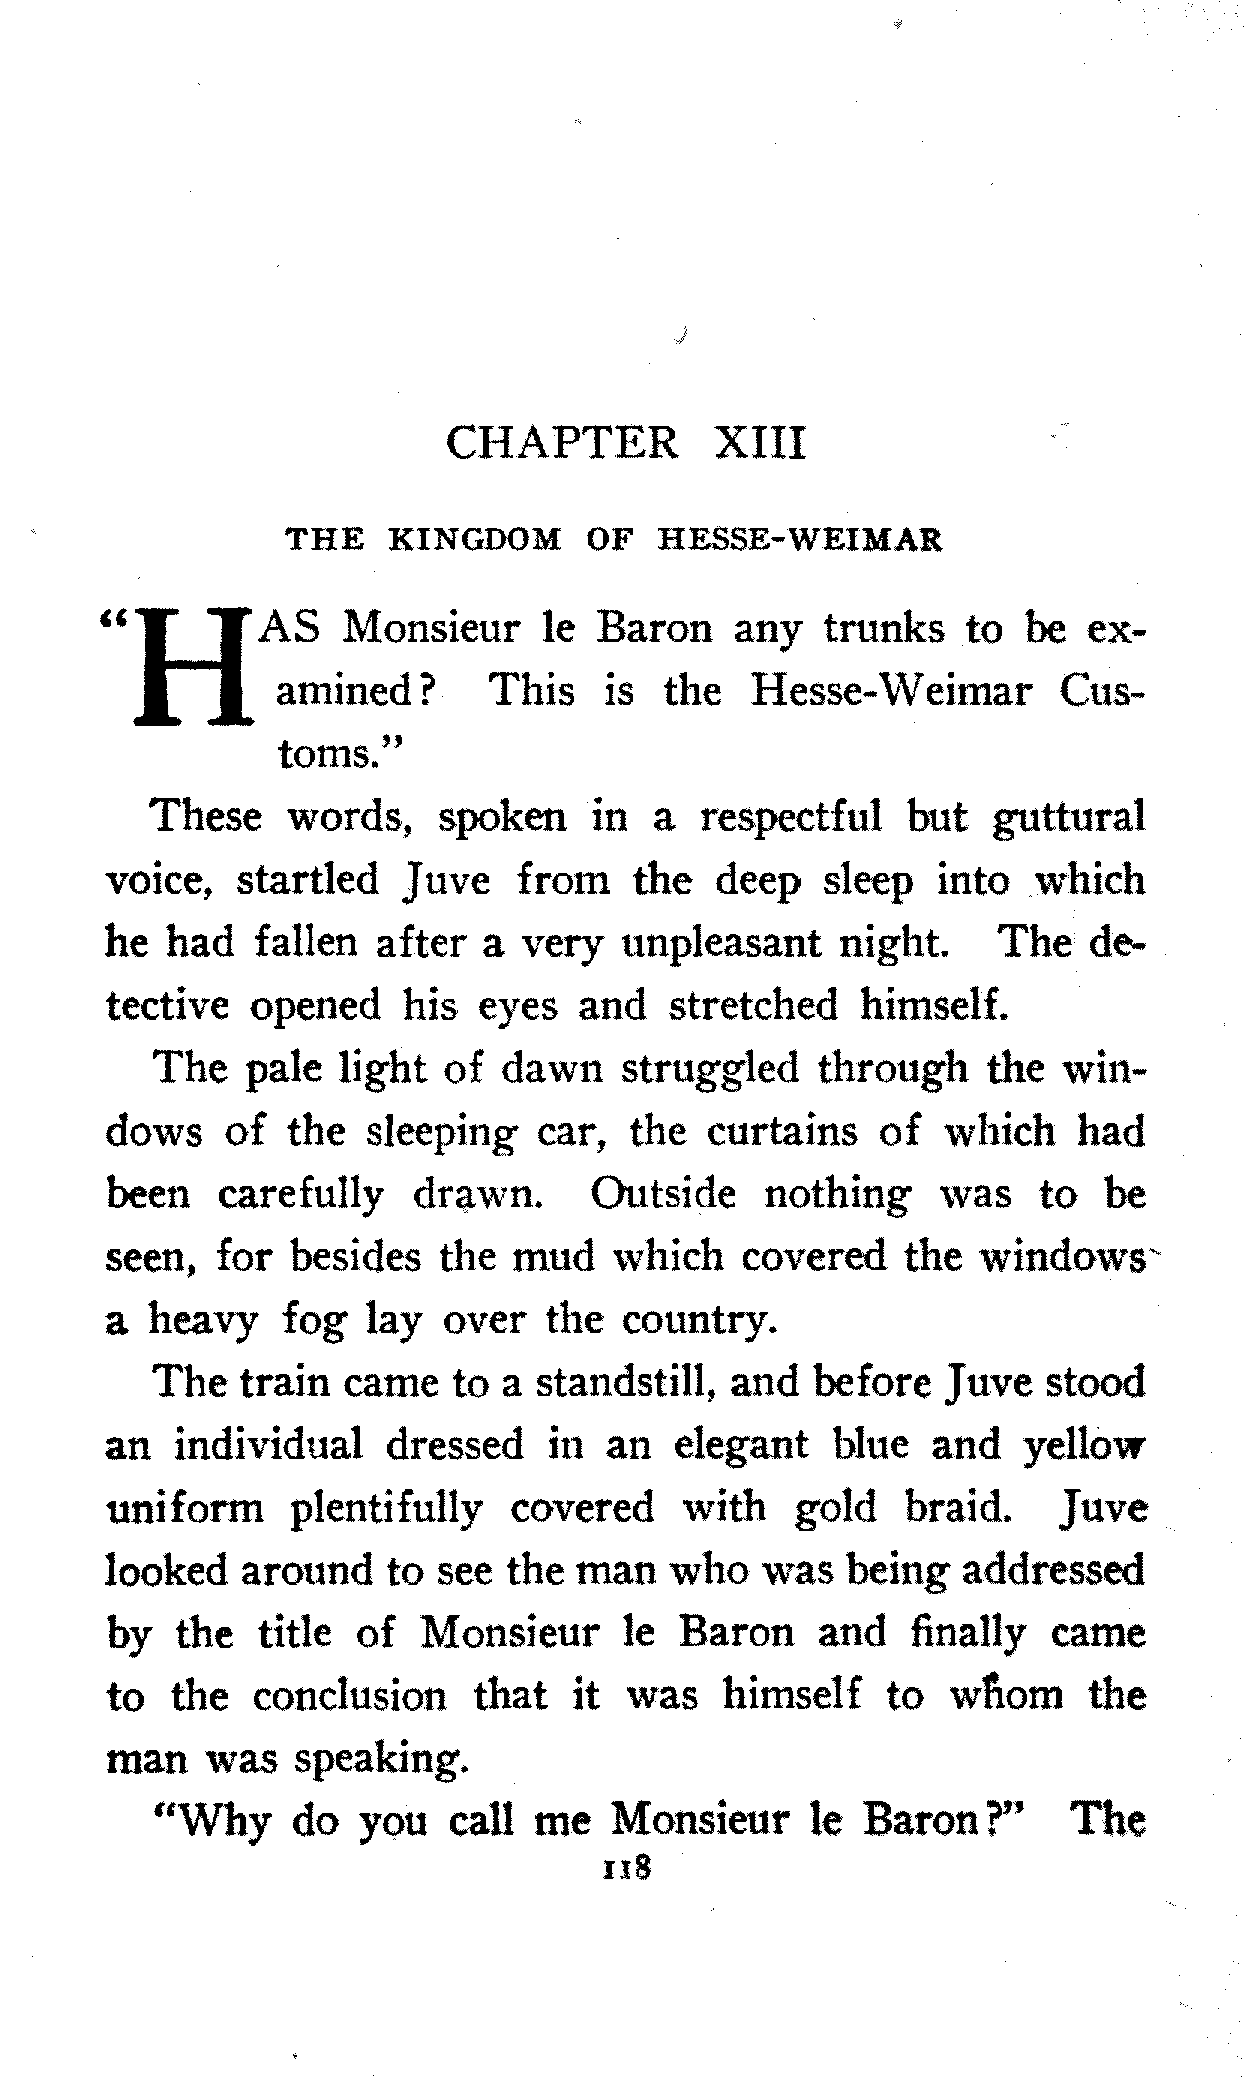 CHAPTER XIII
THE KINGDOM OF HESSE-WEIMAR
“HAS Monsieur le Baron any trunks to be ex-
amined? This is the Hesse-Weimar Cus-
toms.”
These words, spoken in a respectful but guttural
voice, startled Juve from the deep sleep into which
he had fallen after a very unpleasant night. The de-
tective opened his eyes and stretched himself.
The pale light of dawn struggled through the win-
dows of the sleeping car, the curtains of which had
been carefully drawn. Outside nothing was to be
seen, for besides the mud which covered the windows
a heavy fog lay over the country.
The train came to a standstill, and before Juve stood
an individual dressed in an elegant blue and yellow
uniform plentifully covered with gold braid. Juve
looked around to see the man who was being addressed
by the title of Monsieur le Baron and finally came
to the conclusion that it was himself to whom the
man was speaking.
“Why do you call me Monsieur le Baron?” The
118